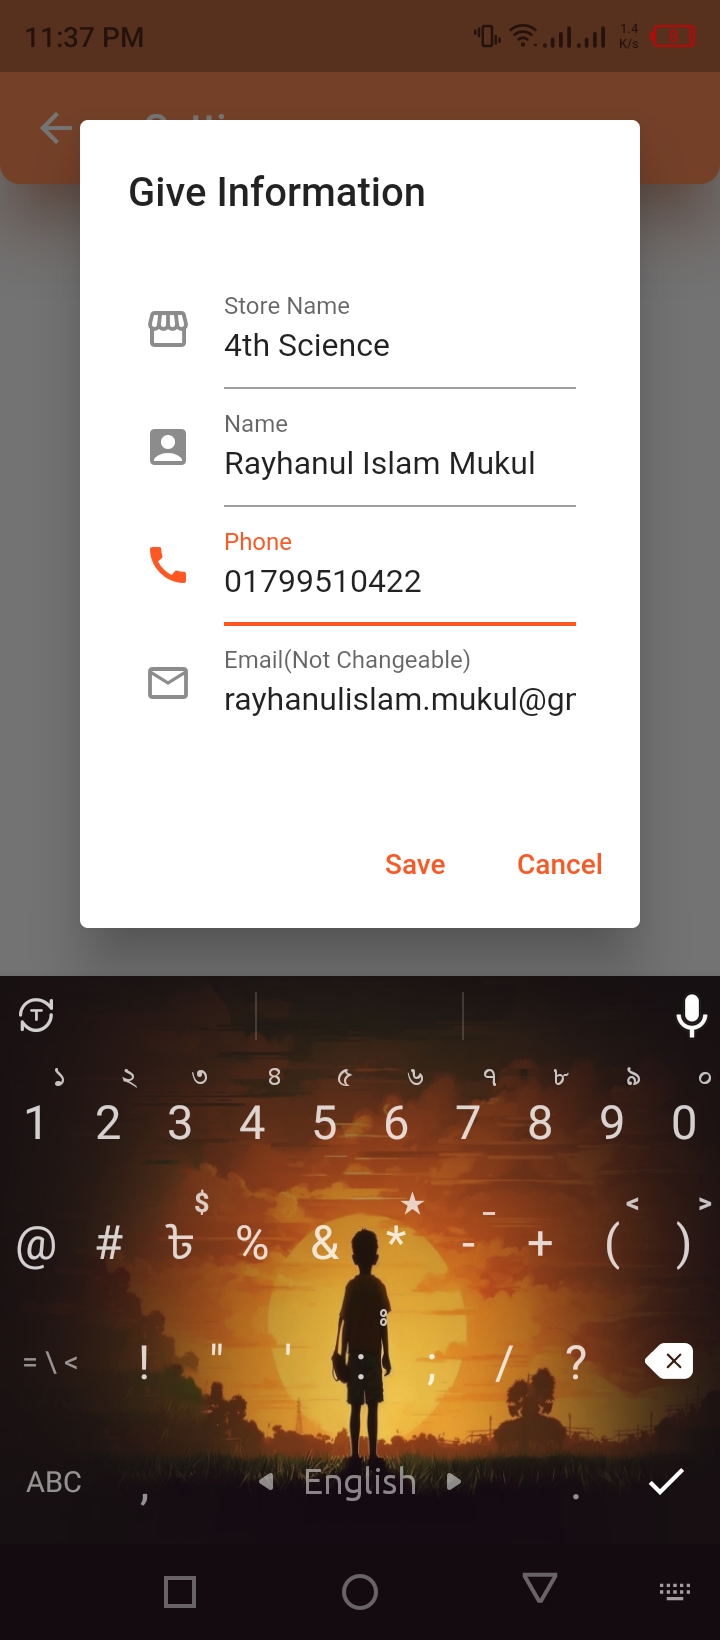 11:37 PM
1.4
K/s
Give Information
Store Name
4th Science
Name
Rayhanul Islam Mukul
Phone
01799510422
Email(Not Changeable)
rayhanulislam.mukul@gr
Save
Cancel
১ ২ ৩ ৪ ৫ ৬ ৭ ৮ ৯ ০
1 2 3 4 5 6 7 8 9 0
$ ★ _ < >
@ # ৳ % & * - + ( )
ঃ
= \ < ! " ' : ; / ?
ABC , English .